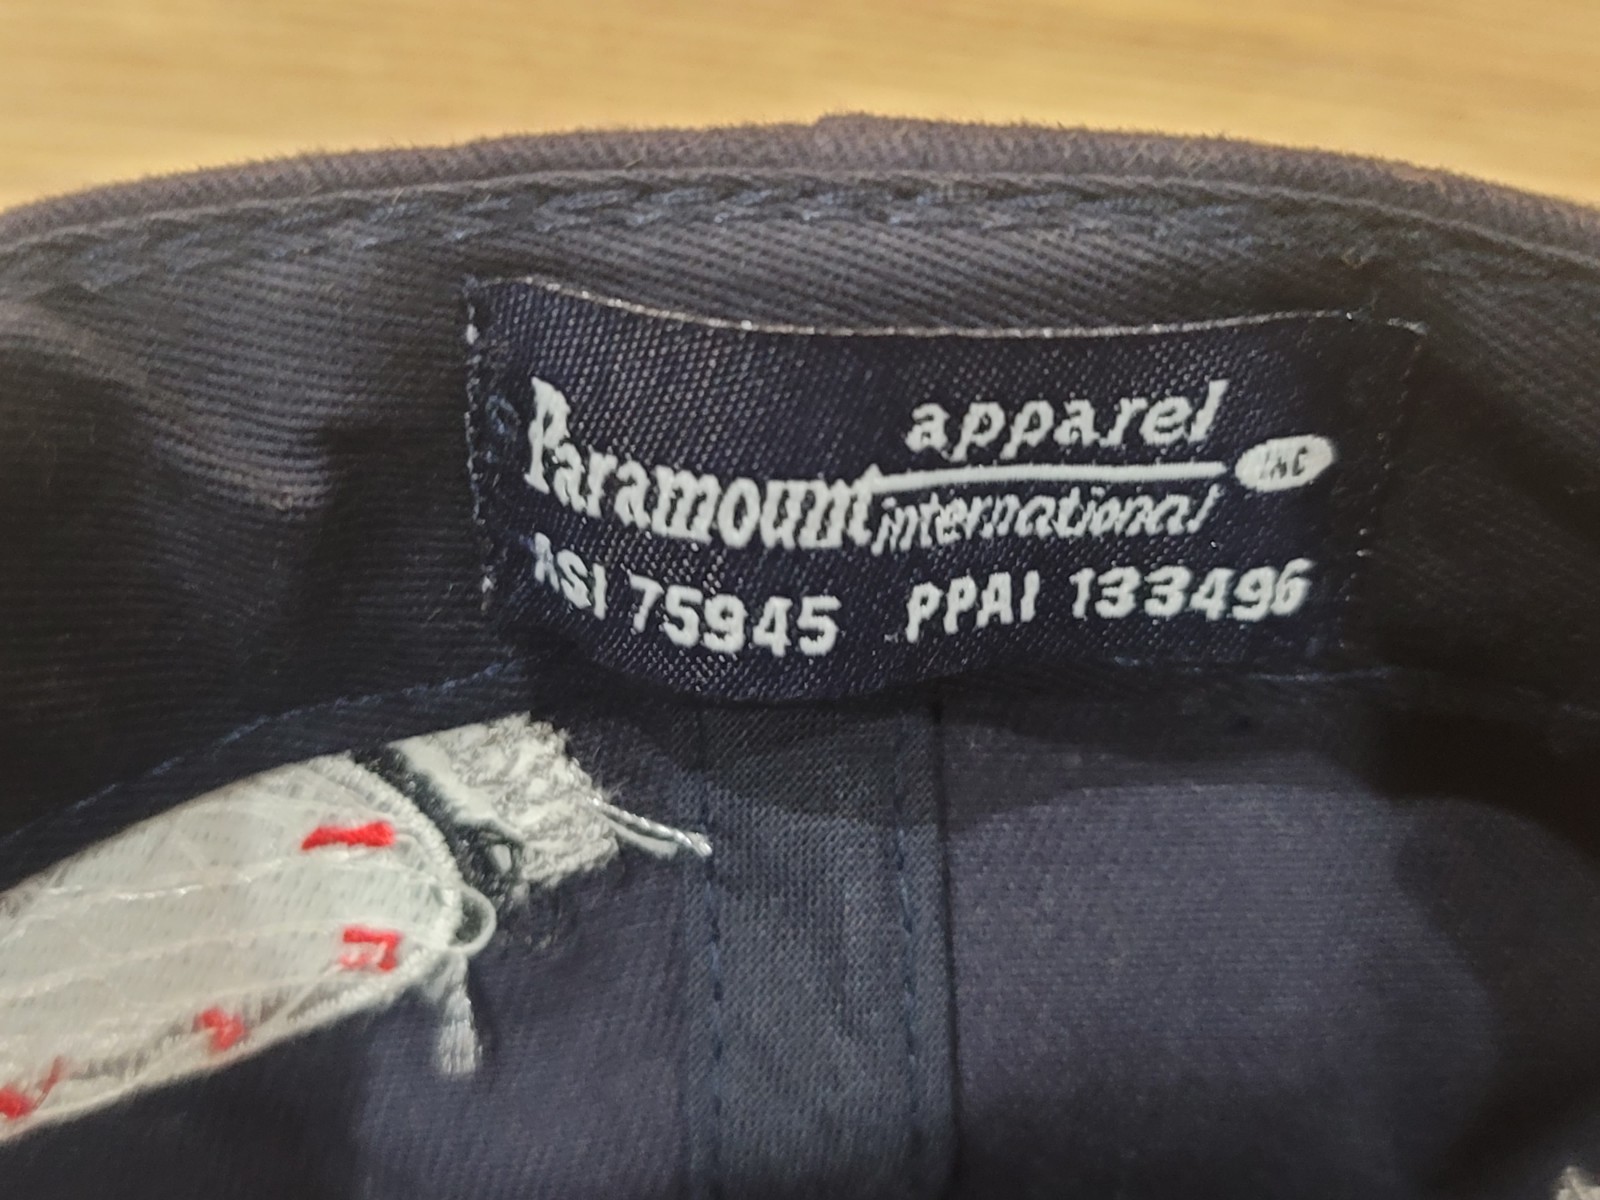 apparel
Paramount INC
international
ASI 75945 PPAI 133496